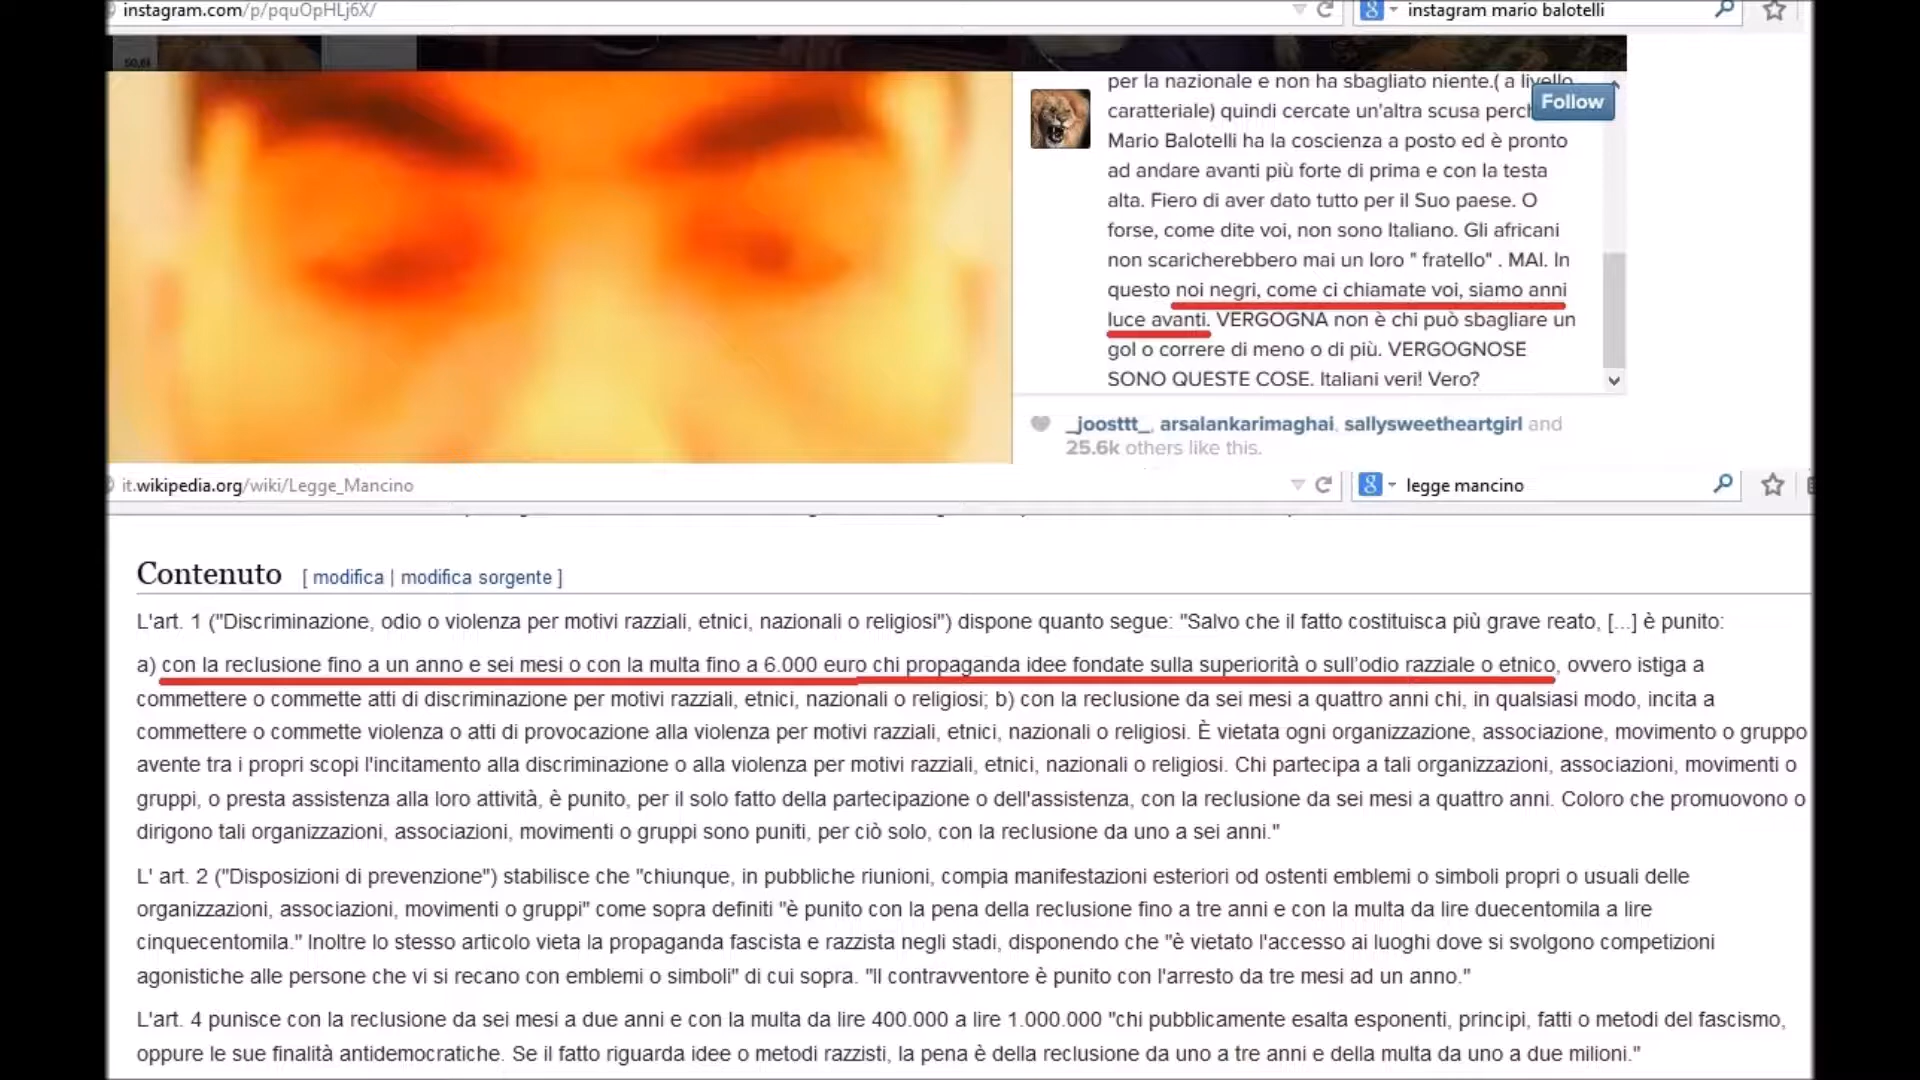 instagram.com/p/pquOpHLj6X/
instagram mario balotelli
50,6k
per la nazionale e non ha sbagliato niente.( a livello
caratteriale) quindi cercate un'altra scusa perch
Follow
Mario Balotelli ha la coscienza a posto ed è pronto
ad andare avanti più forte di prima e con la testa
alta. Fiero di aver dato tutto per il Suo paese. O
forse, come dite voi, non sono Italiano. Gli africani
non scaricherebbero mai un loro " fratello" . MAI. In
questo noi negri, come ci chiamate voi, siamo anni
luce avanti. VERGOGNA non è chi può sbagliare un
gol o correre di meno o di più. VERGOGNOSE
SONO QUESTE COSE. Italiani veri! Vero?
_joosttt_, arsalankarimaghai, sallysweetheartgirl and
25.6k others like this.
it.wikipedia.org/wiki/Legge_Mancino
legge mancino
Contenuto [ modifica | modifica sorgente ]
L'art. 1 ("Discriminazione, odio o violenza per motivi razziali, etnici, nazionali o religiosi") dispone quanto segue: "Salvo che il fatto costituisca più grave reato, [...] è punito:
a) con la reclusione fino a un anno e sei mesi o con la multa fino a 6.000 euro chi propaganda idee fondate sulla superiorità o sull'odio razziale o etnico, ovvero istiga a
commettere o commette atti di discriminazione per motivi razziali, etnici, nazionali o religiosi; b) con la reclusione da sei mesi a quattro anni chi, in qualsiasi modo, incita a
commettere o commette violenza o atti di provocazione alla violenza per motivi razziali, etnici, nazionali o religiosi. È vietata ogni organizzazione, associazione, movimento o gruppo
avente tra i propri scopi l'incitamento alla discriminazione o alla violenza per motivi razziali, etnici, nazionali o religiosi. Chi partecipa a tali organizzazioni, associazioni, movimenti o
gruppi, o presta assistenza alla loro attività, è punito, per il solo fatto della partecipazione o dell'assistenza, con la reclusione da sei mesi a quattro anni. Coloro che promuovono o
dirigono tali organizzazioni, associazioni, movimenti o gruppi sono puniti, per ciò solo, con la reclusione da uno a sei anni."
L' art. 2 ("Disposizioni di prevenzione") stabilisce che "chiunque, in pubbliche riunioni, compia manifestazioni esteriori od ostenti emblemi o simboli propri o usuali delle
organizzazioni, associazioni, movimenti o gruppi" come sopra definiti "è punito con la pena della reclusione fino a tre anni e con la multa da lire duecentomila a lire
cinquecentomila." Inoltre lo stesso articolo vieta la propaganda fascista e razzista negli stadi, disponendo che "è vietato l'accesso ai luoghi dove si svolgono competizioni
agonistiche alle persone che vi si recano con emblemi o simboli" di cui sopra. "Il contravventore è punito con l'arresto da tre mesi ad un anno."
L'art. 4 punisce con la reclusione da sei mesi a due anni e con la multa da lire 400.000 a lire 1.000.000 "chi pubblicamente esalta esponenti, principi, fatti o metodi del fascismo,
oppure le sue finalità antidemocratiche. Se il fatto riguarda idee o metodi razzisti, la pena è della reclusione da uno a tre anni e della multa da uno a due milioni."